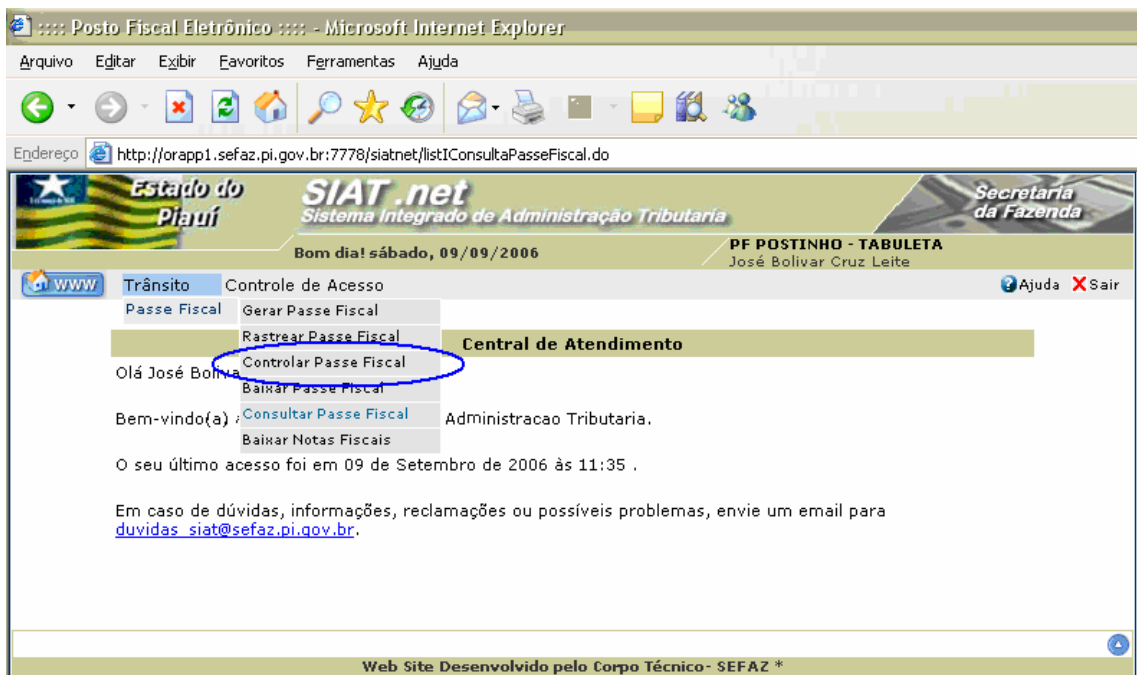 :::: Posto Fiscal Eletrônico :::: - Microsoft Internet Explorer
Arquivo Editar Exibir Favoritos Ferramentas Ajuda
Endereço http://orapp1.sefaz.pi.gov.br:7778/siatnet/listIConsultaPasseFiscal.do
Estado do Piauí
SIAT .net
Sistema Integrado de Administração Tributaria
Secretaria da Fazenda
Bom dia! sábado, 09/09/2006
PF POSTINHO - TABULETA
José Bolivar Cruz Leite
www Trânsito Controle de Acesso Ajuda Sair
Passe Fiscal Gerar Passe Fiscal
Rastrear Passe Fiscal
Central de Atendimento
Controlar Passe Fiscal
Olá José
Baixar Passe Fiscal
Bem-vindo(a) Consultar Passe Fiscal Administracao Tributaria.
Baixar Notas Fiscais
O seu último acesso foi em 09 de Setembro de 2006 às 11:35 .
Em caso de dúvidas, informações, reclamações ou possíveis problemas, envie um email para
duvidas_siat@sefaz.pi.gov.br.
Web Site Desenvolvido pelo Corpo Técnico- SEFAZ *